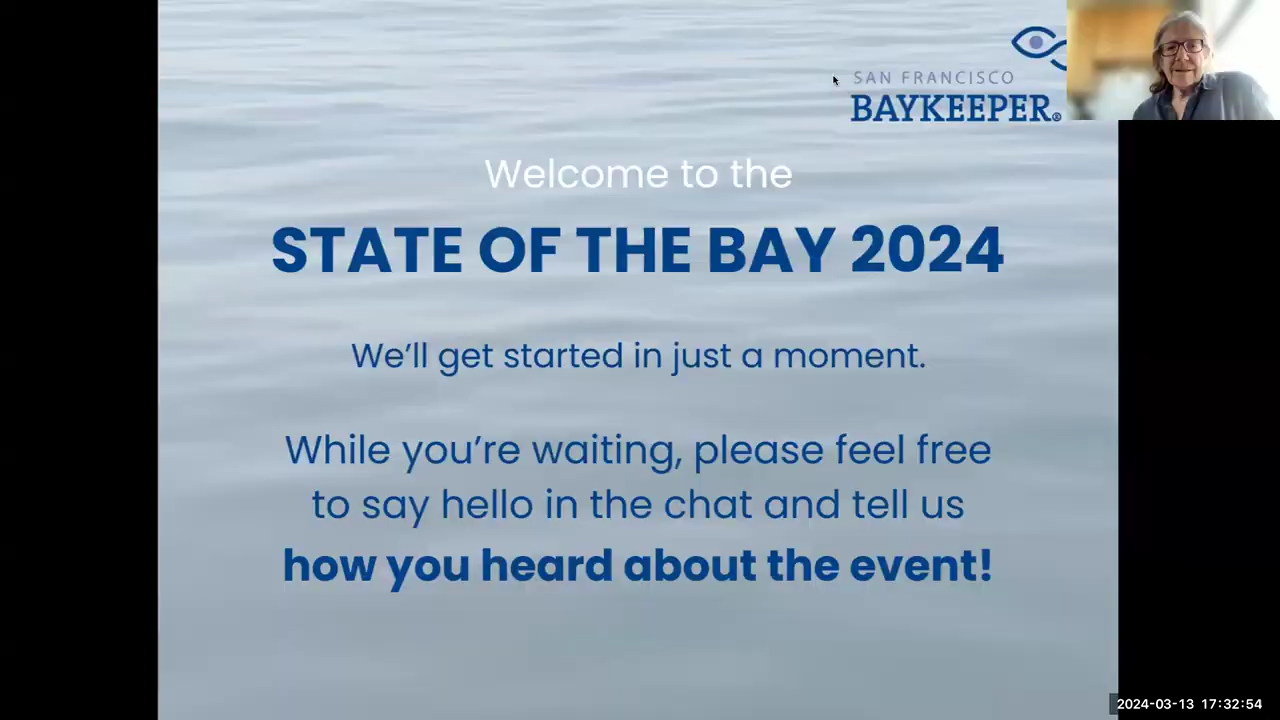 SAN FRANCISCO
BAYKEEPER®
Welcome to the
STATE OF THE BAY 2024
We’ll get started in just a moment.
While you’re waiting, please feel free
to say hello in the chat and tell us
how you heard about the event!
2024-03-13 17:32:54